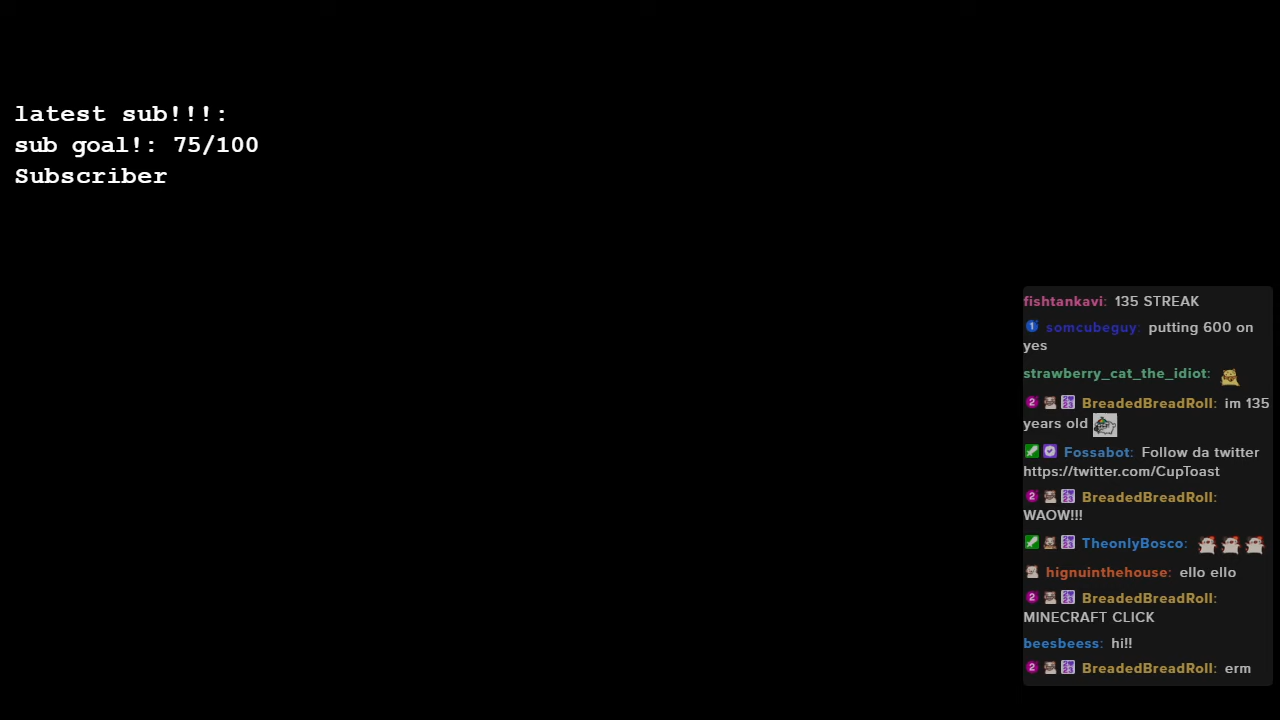 latest sub!!!:
sub goal!: 75/100
Subscriber
fishtankavi: 135 STREAK
somcubeguy: putting 600 on
yes
strawberry_cat_the_idiot:
BreadedBreadRoll: im 135
years old
Fossabot: Follow da twitter
https://twitter.com/CupToast
BreadedBreadRoll:
WAOW!!!
TheonlyBosco:
hignuinthehouse: ello ello
BreadedBreadRoll:
MINECRAFT CLICK
beesbeess: hi!!
BreadedBreadRoll: erm